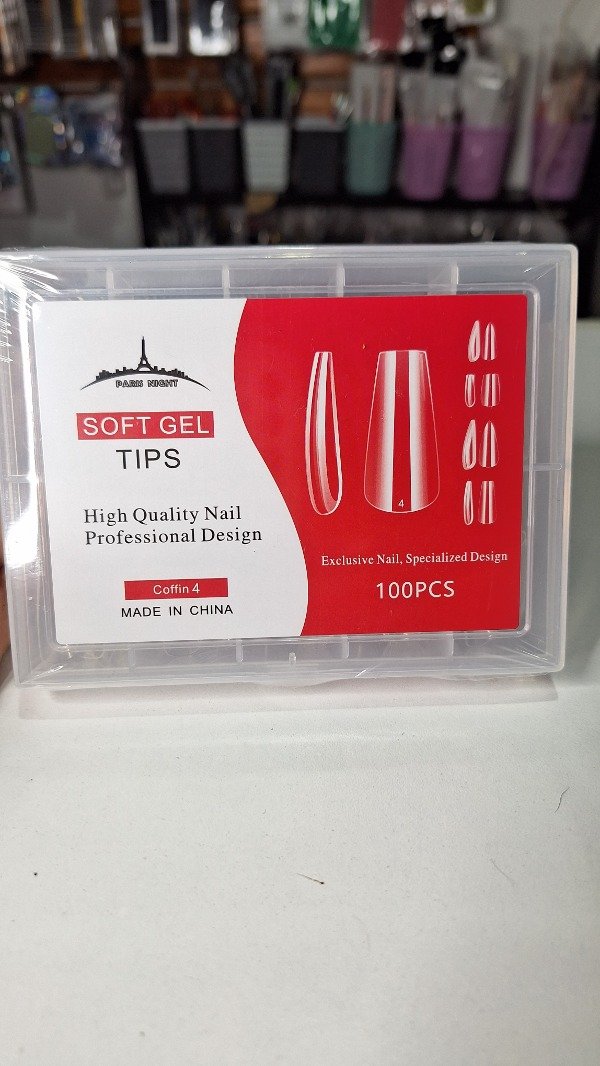 PARIS NIGHT
SOFT GEL
TIPS
High Quality Nail
Professional Design
Coffin 4
MADE IN CHINA
4
Exclusive Nail, Specialized Design
100PCS